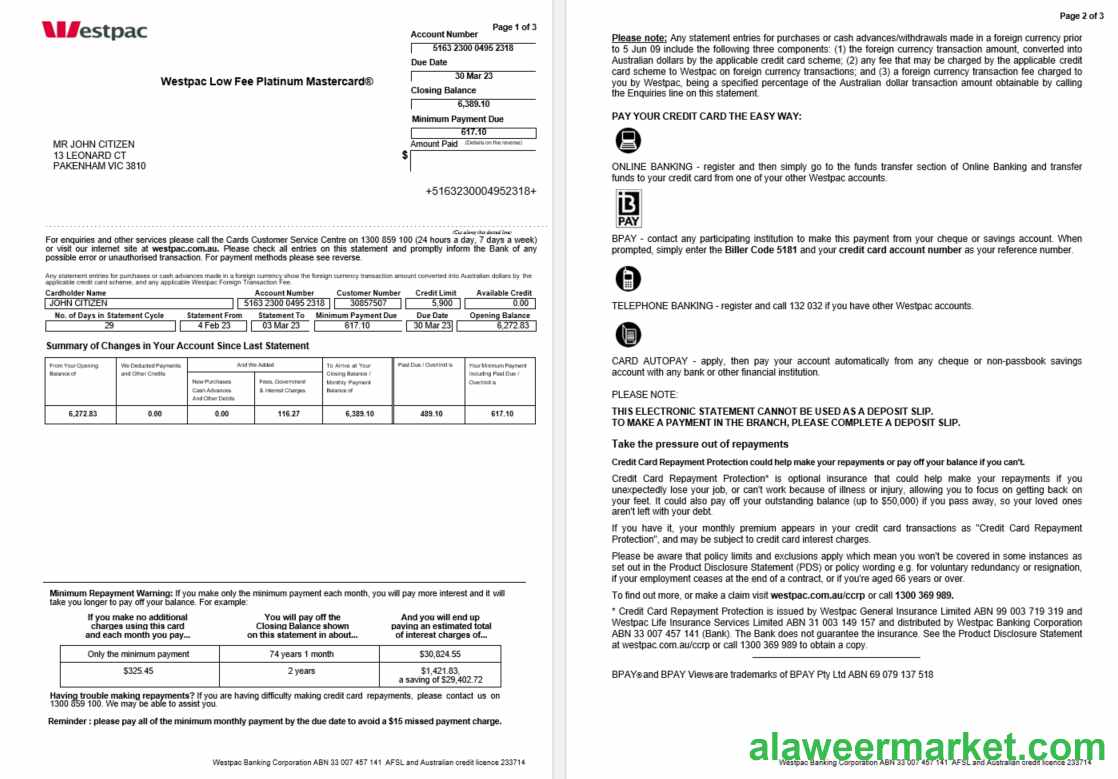 Westpac
Page 1 of 3
Account Number
5163 2300 0495 2318
Due Date
30 Mar 23
Westpac Low Fee Platinum Mastercard®
Closing Balance
6,389.10
Minimum Payment Due
617.10
Amount Paid (Details on the reverse)
$
MR JOHN CITIZEN
13 LEONARD CT
PAKENHAM VIC 3810
+5163230004952318+
(Cut along the dotted line)
For enquiries and other services please call the Cards Customer Service Centre on 1300 859 100 (24 hours a day, 7 days a week)
or visit our internet site at westpac.com.au. Please check all entries on this statement and promptly inform the Bank of any
possible error or unauthorised transaction. For payment methods please see reverse.
Any statement entries for purchases or cash advances made in a foreign currency show the foreign currency transaction amount converted into Australian dollars by the
applicable credit card scheme, and any applicable Westpac Foreign Transaction Fee.
Cardholder Name Account Number Customer Number Credit Limit Available Credit
JOHN CITIZEN 5163 2300 0495 2318 30857507 5,900 0.00
No. of Days in Statement Cycle Statement From Statement To Minimum Payment Due Due Date Opening Balance
29 4 Feb 23 03 Mar 23 617.10 30 Mar 23 6,272.83
Summary of Changes in Your Account Since Last Statement
From Your Opening Balance of
We Deducted Payments and Other Credits
And We Added
New Purchases Cash Advances And Other Debits
Fees, Government & Interest Charges
To Arrive at Your Closing Balance / Monthly Payment Balance of
Past Due / Overlimit is
Your Minimum Payment Including Past Due / Overlimit is
6,272.83 0.00 0.00 116.27 6,389.10 489.10 617.10
Minimum Repayment Warning: If you make only the minimum payment each month, you will pay more interest and it will
take you longer to pay off your balance. For example:
If you make no additional charges using this card and each month you pay...
You will pay off the Closing Balance shown on this statement in about...
And you will end up paying an estimated total of interest charges of...
Only the minimum payment 74 years 1 month $30,824.55
$325.45 2 years $1,421.83, a saving of $29,402.72
Having trouble making repayments? If you are having difficulty making credit card repayments, please contact us on
1300 859 100. We may be able to assist you.
Reminder : please pay all of the minimum monthly payment by the due date to avoid a $15 missed payment charge.
Westpac Banking Corporation ABN 33 007 457 141 AFSL and Australian credit licence 233714
Page 2 of 3
Please note: Any statement entries for purchases or cash advances/withdrawals made in a foreign currency prior
to 5 Jun 09 include the following three components: (1) the foreign currency transaction amount, converted into
Australian dollars by the applicable credit card scheme; (2) any fee that may be charged by the applicable credit
card scheme to Westpac on foreign currency transactions; and (3) a foreign currency transaction fee charged to
you by Westpac, being a specified percentage of the Australian dollar transaction amount obtainable by calling
the Enquiries line on this statement.
PAY YOUR CREDIT CARD THE EASY WAY:
ONLINE BANKING - register and then simply go to the funds transfer section of Online Banking and transfer
funds to your credit card from one of your other Westpac accounts.
B
PAY
BPAY - contact any participating institution to make this payment from your cheque or savings account. When
prompted, simply enter the Biller Code 5181 and your credit card account number as your reference number.
TELEPHONE BANKING - register and call 132 032 if you have other Westpac accounts.
CARD AUTOPAY - apply, then pay your account automatically from any cheque or non-passbook savings
account with any bank or other financial institution.
PLEASE NOTE:
THIS ELECTRONIC STATEMENT CANNOT BE USED AS A DEPOSIT SLIP.
TO MAKE A PAYMENT IN THE BRANCH, PLEASE COMPLETE A DEPOSIT SLIP.
Take the pressure out of repayments
Credit Card Repayment Protection could help make your repayments or pay off your balance if you can't.
Credit Card Repayment Protection* is optional insurance that could help make your repayments if you
unexpectedly lose your job, or can't work because of illness or injury, allowing you to focus on getting back on
your feet. It could also pay off your outstanding balance (up to $50,000) if you pass away, so your loved ones
aren't left with your debt.
If you have it, your monthly premium appears in your credit card transactions as "Credit Card Repayment
Protection", and may be subject to credit card interest charges.
Please be aware that policy limits and exclusions apply which mean you won't be covered in some instances as
set out in the Product Disclosure Statement (PDS) or policy wording e.g. for voluntary redundancy or resignation,
if your employment ceases at the end of a contract, or if you're aged 66 years or over.
To find out more, or make a claim visit westpac.com.au/ccrp or call 1300 369 989.
* Credit Card Repayment Protection is issued by Westpac General Insurance Limited ABN 99 003 719 319 and
Westpac Life Insurance Services Limited ABN 31 003 149 157 and distributed by Westpac Banking Corporation
ABN 33 007 457 141 (Bank). The Bank does not guarantee the insurance. See the Product Disclosure Statement
at westpac.com.au/ccrp or call 1300 369 989 to obtain a copy.
BPAY® and BPAY View® are trademarks of BPAY Pty Ltd ABN 69 079 137 518
alaweermarket.com
Westpac Banking Corporation ABN 33 007 457 141 AFSL and Australian credit licence 233714